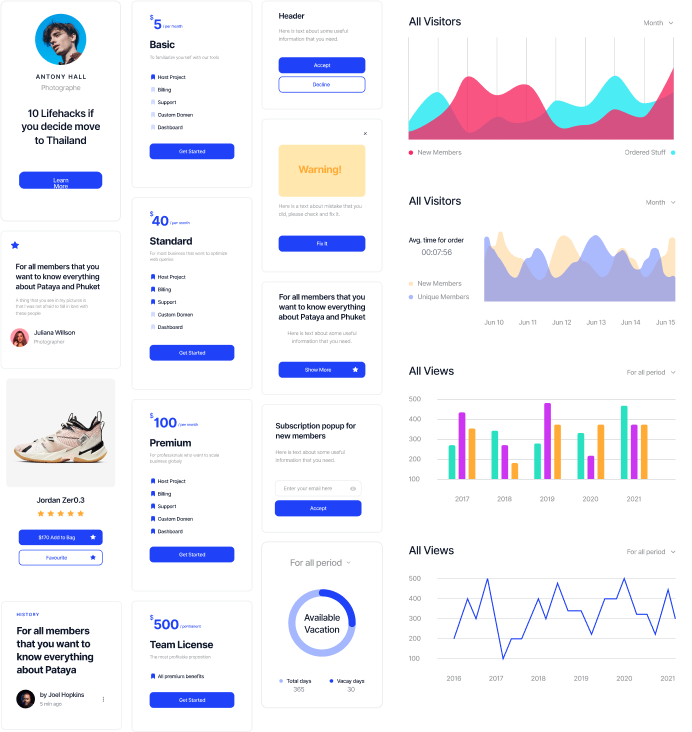 ANTONY HALL
Photographe
10 Lifehacks if
you decide move
to Thailand
Learn
More
For all members that you
want to know everything
about Pataya and Phuket
A thing that you see in my pictures is
that I was not afraid to fall in love with
these people
Juliana Willson
Photographer
Jordan Zer0.3
$170 Add to Bag
Favourite
HISTORY
For all members
that you want to
know everything
about Pataya
by Joel Hopkins
5 min ago
$5 / per month
Basic
To familiarize yourself with our tools
Host Project
Billing
Support
Custom Domen
Dashboard
Get Started
$40 / per month
Standard
For most business that want to optimize
web queries
Host Project
Billing
Support
Custom Domen
Dashboard
Get Started
$100 / per month
Premium
For professionals who want to scale
business globally
Host Project
Billing
Support
Custom Domen
Dashboard
Get Started
$500
Team License
The most profitable proposition
All premium benefits
Get Started
Header
Here is text about some useful
information that you need.
Accept
Decline
×
Warning!
Here is a text about mistake that you
did, please check and fix it.
Fix It
For all members that you
want to know everything
about Pataya and Phuket
Here is text about some useful
information that you need.
Show More
Subscription popup for
new members
Here is text about some useful
information that you need.
Enter your email here
Accept
For all period
Available
Vacation
Total days
365
Vacay days
30
All Visitors
Month
New Members
Ordered Stuff
All Visitors
Month
Avg. time for order
00:07:56
New Members
Unique Members
Jun 10 Jun 11 Jun 12 Jun 13 Jun 14 Jun 15
All Views
For all period
500
400
300
200
100
2017 2018 2019 2020 2021
All Views
For all period
500
400
300
200
100
2016 2017 2018 2019 2020 2021